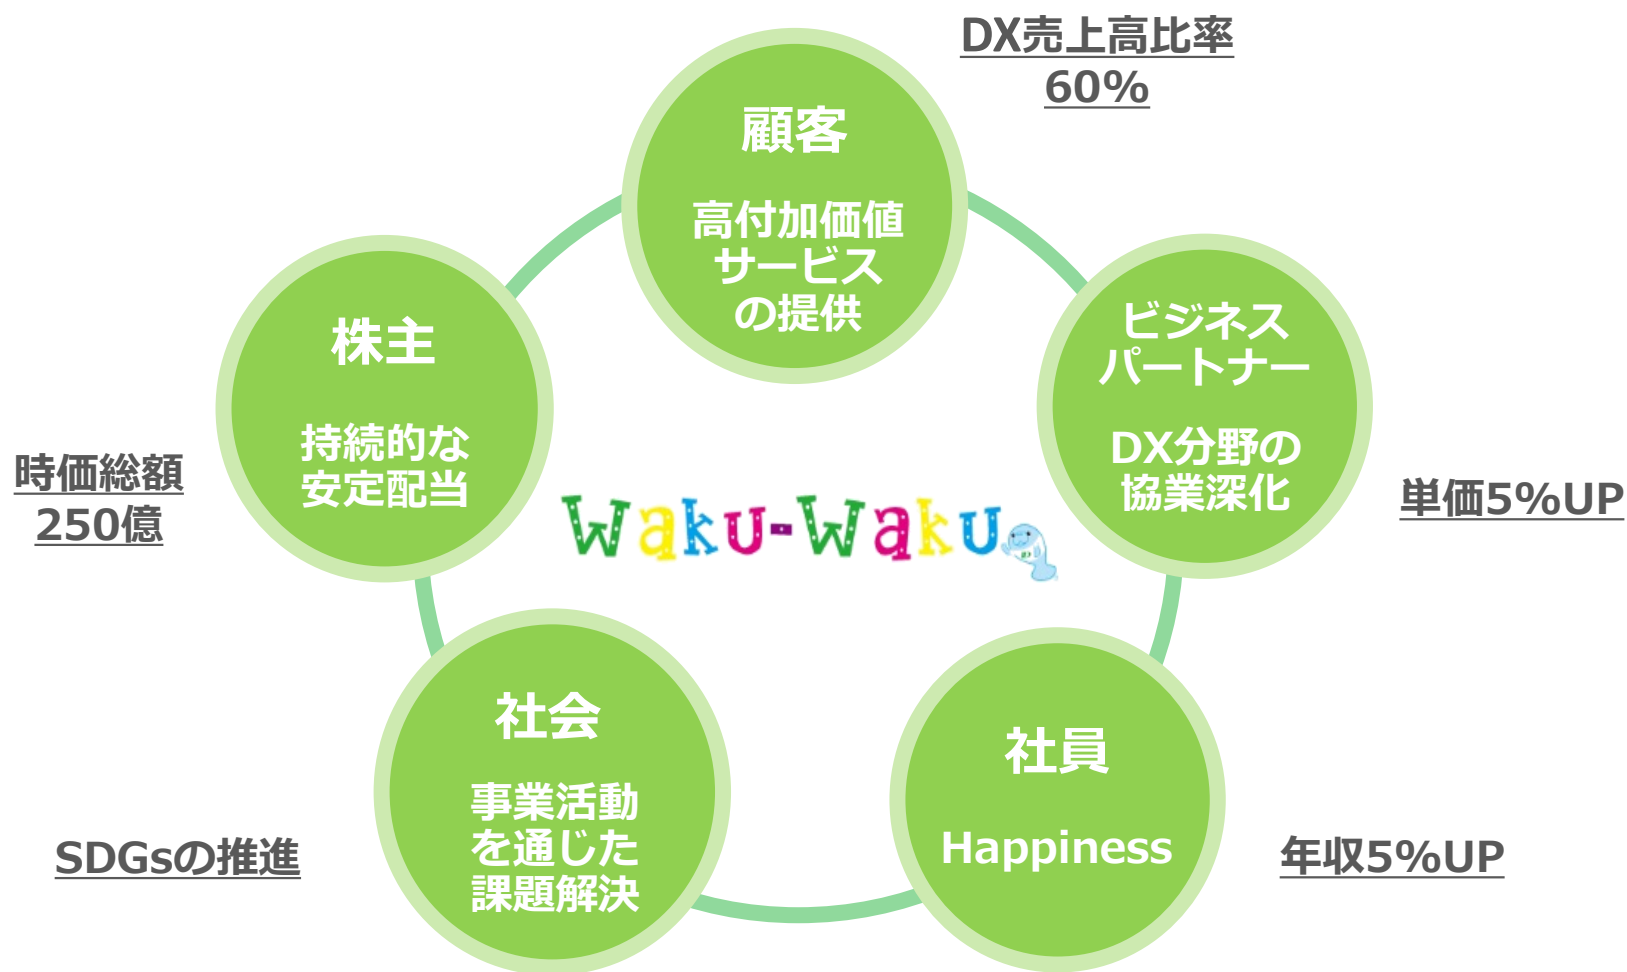 DX売上高比率
60%
顧客
高付加価値
サービス
の提供
ビジネス
パートナー
DX分野の
協業深化
単価5%UP
社員
Happiness
年収5%UP
社会
事業活動
を通じた
課題解決
SDGsの推進
株主
持続的な
安定配当
時価総額
250億
Waku-Waku